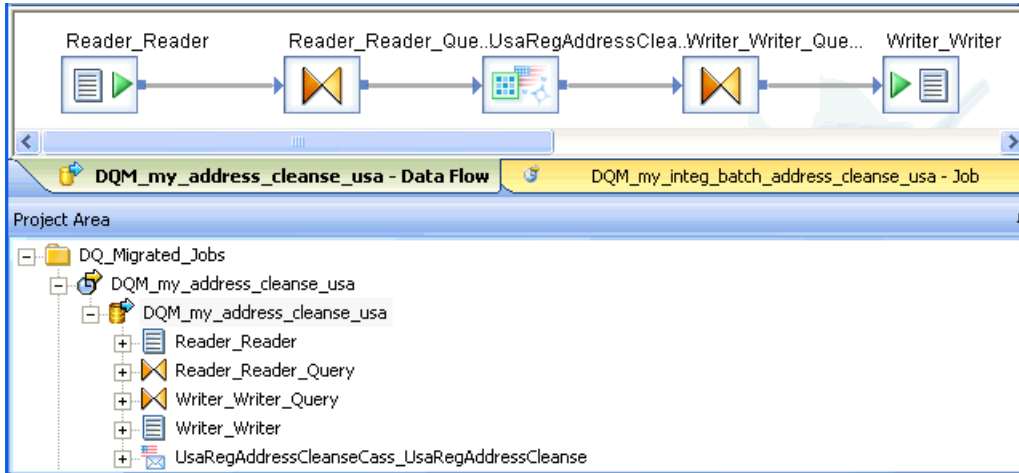 Reader_Reader Reader_Reader_Que..UsaRegAddressClea..Writer_Writer_Que... Writer_Writer
DQM_my_address_cleanse_usa - Data Flow DQM_my_integ_batch_address_cleanse_usa - Job
Project Area
DQ_Migrated_Jobs
DQM_my_address_cleanse_usa
DQM_my_address_cleanse_usa
Reader_Reader
Reader_Reader_Query
Writer_Writer_Query
Writer_Writer
UsaRegAddressCleanseCass_UsaRegAddressCleanse